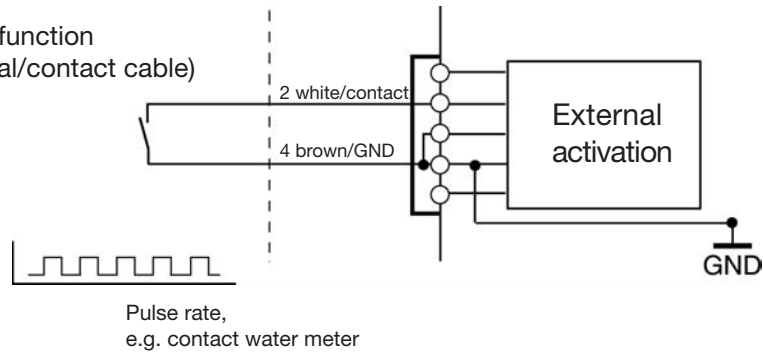 function
al/contact cable)
2 white/contact
4 brown/GND
External
activation
GND
Pulse rate,
e.g. contact water meter